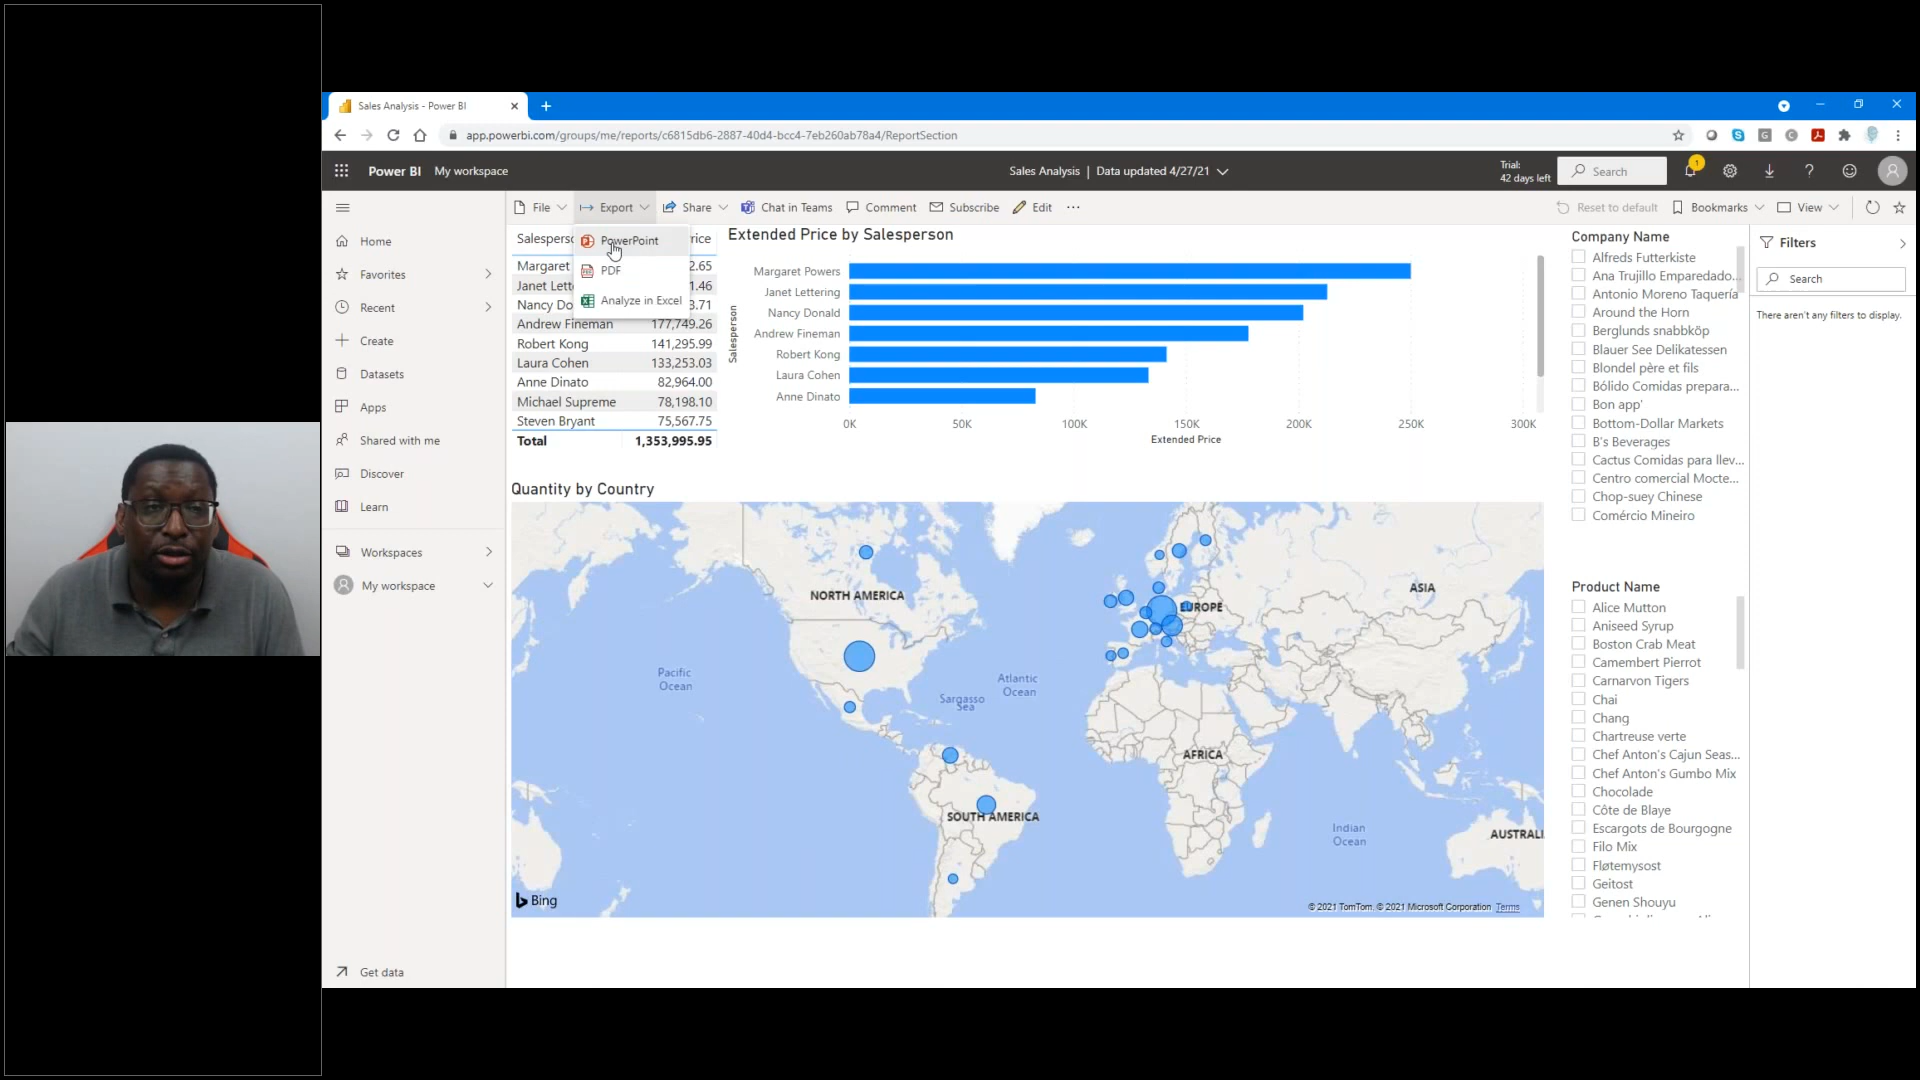 Sales Analysis - Power BI
app.powerbi.com/groups/me/reports/c6815db6-2887-40d4-bcc4-7eb260ab78a4/ReportSection
Power BI My workspace
Sales Analysis | Data updated 4/27/21
Trial:
42 days left
Search
1
File Export Share Chat in Teams Comment Subscribe Edit ...
Reset to default Bookmarks View
Home
Favorites
Recent
Create
Datasets
Apps
Shared with me
Discover
Learn
Workspaces
My workspace
Get data
PowerPoint
PDF
Analyze in Excel
Margaret 2.65
1.46
3.71
Andrew Fineman 177,749.26
Robert Kong 141,295.99
Laura Cohen 133,253.03
Anne Dinato 82,964.00
Michael Supreme 78,198.10
Steven Bryant 75,567.75
Total 1,353,995.95
Extended Price by Salesperson
Salesperson
Margaret Powers
Janet Lettering
Nancy Donald
Andrew Fineman
Robert Kong
Laura Cohen
Anne Dinato
0K 50K 100K 150K 200K 250K 300K
Extended Price
Quantity by Country
NORTH AMERICA
EUROPE
ASIA
Pacific
Ocean
Atlantic
Ocean
Sargasso
Sea
AFRICA
SOUTH AMERICA
Indian
Ocean
AUSTRALI
Bing
© 2021 TomTom, © 2021 Microsoft Corporation Terms
Company Name
Alfreds Futterkiste
Ana Trujillo Emparedado...
Antonio Moreno Taquería
Around the Horn
Berglunds snabbköp
Blauer See Delikatessen
Blondel père et fils
Bólido Comidas prepara...
Bon app'
Bottom-Dollar Markets
B's Beverages
Cactus Comidas para llev...
Centro comercial Mocte...
Chop-suey Chinese
Comércio Mineiro
Product Name
Alice Mutton
Aniseed Syrup
Boston Crab Meat
Camembert Pierrot
Carnarvon Tigers
Chai
Chang
Chartreuse verte
Chef Anton's Cajun Seas...
Chef Anton's Gumbo Mix
Chocolade
Côte de Blaye
Escargots de Bourgogne
Filo Mix
Fløtemysost
Geitost
Genen Shouyu
Filters
Search
There aren't any filters to display.